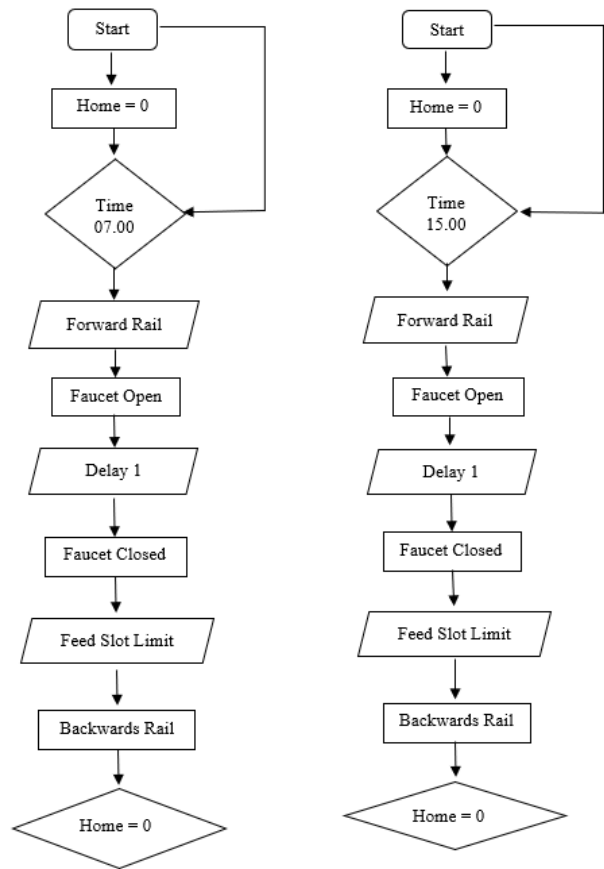 Start
Home = 0
Time
07.00
Forward Rail
Faucet Open
Delay 1
Faucet Closed
Feed Slot Limit
Backwards Rail
Home = 0
Start
Home = 0
Time
15.00
Forward Rail
Faucet Open
Delay 1
Faucet Closed
Feed Slot Limit
Backwards Rail
Home = 0